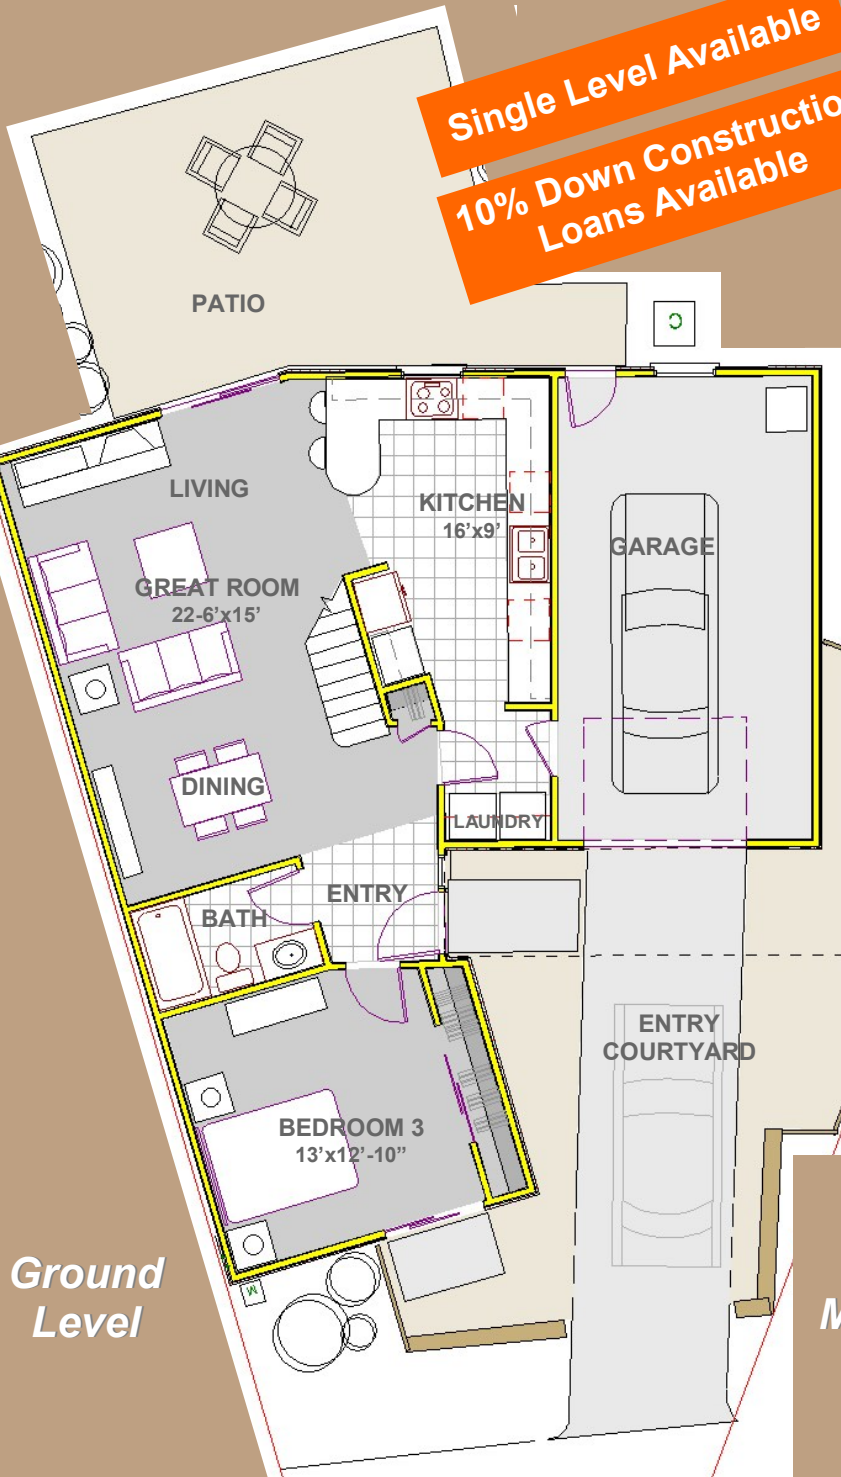 Single Level Available
10% Down Constructio
Loans Available
PATIO
C
LIVING
KITCHEN
16’x9’
GARAGE
GREAT ROOM
22-6’x15’
DINING
LAUNDRY
ENTRY
BATH
ENTRY
COURTYARD
BEDROOM 3
13’x12’-10”
Ground
Level
M
M